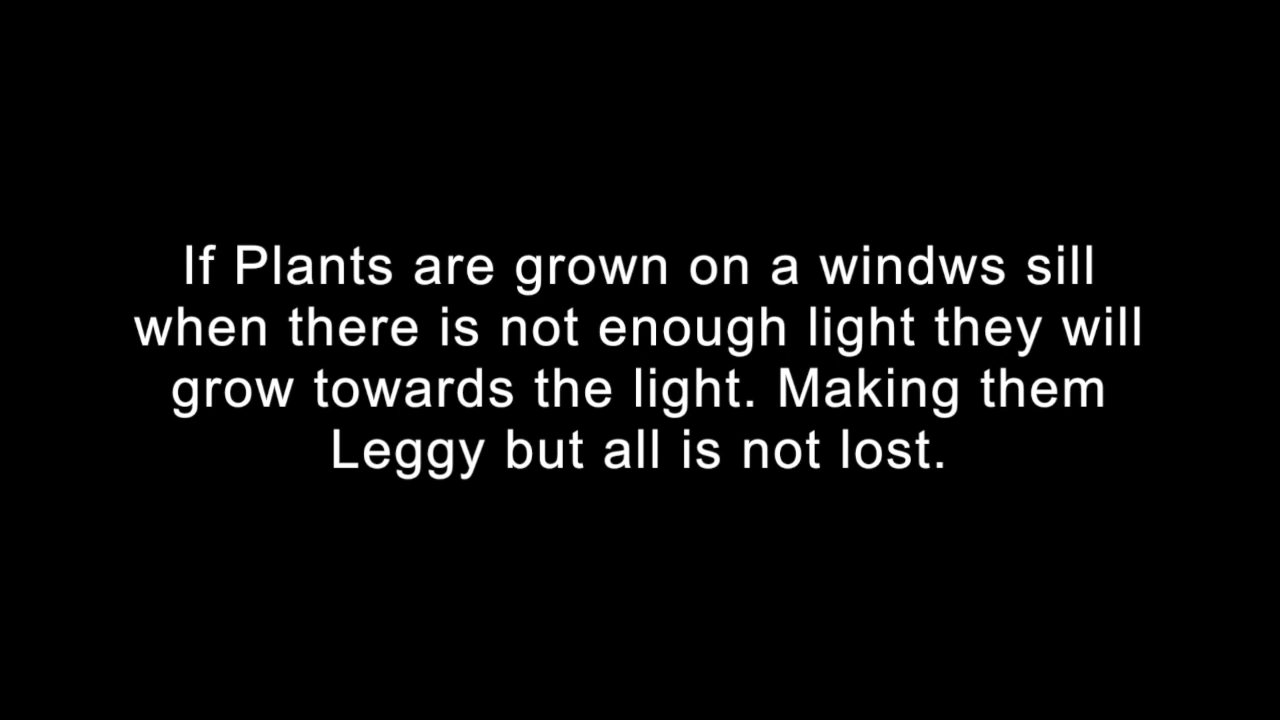 If Plants are grown on a windws sill
when there is not enough light they will
grow towards the light. Making them
Leggy but all is not lost.